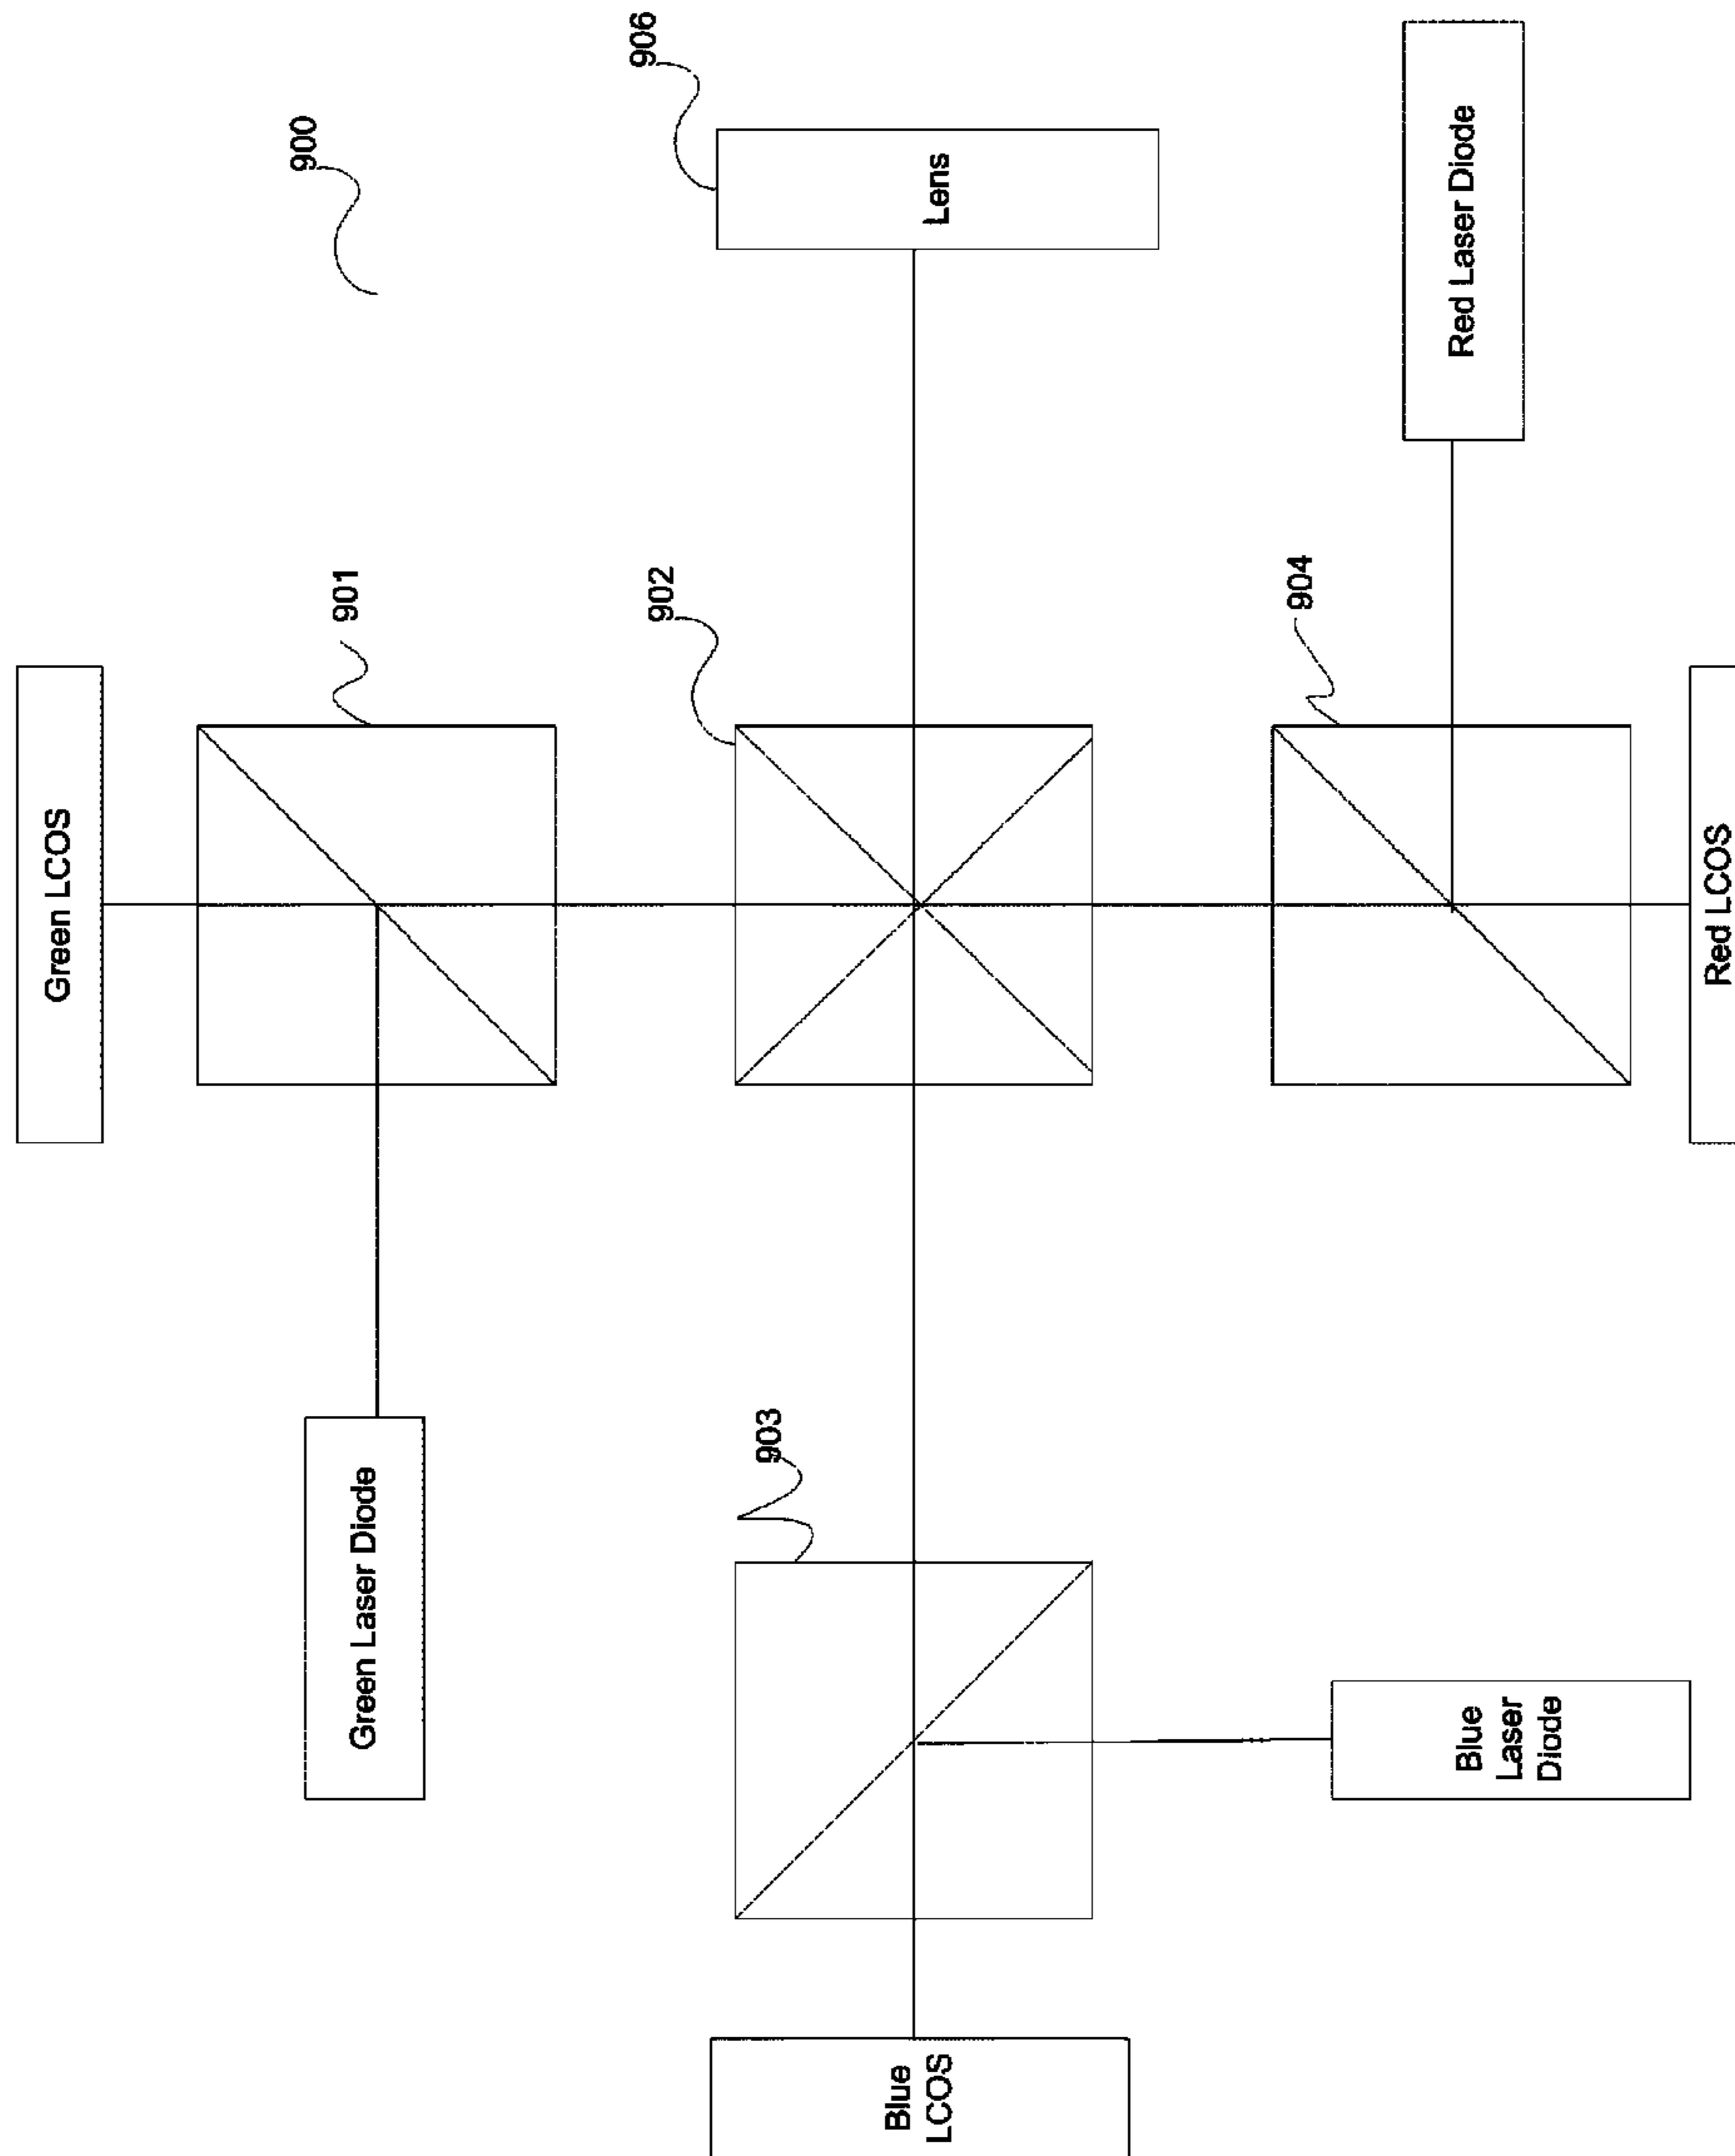 900
906
Green LCOS
901
902
904
Lens
Red Laser Diode
Green Laser Diode
903
Red LCOS
Blue
LCOS
Blue
Laser
Diode